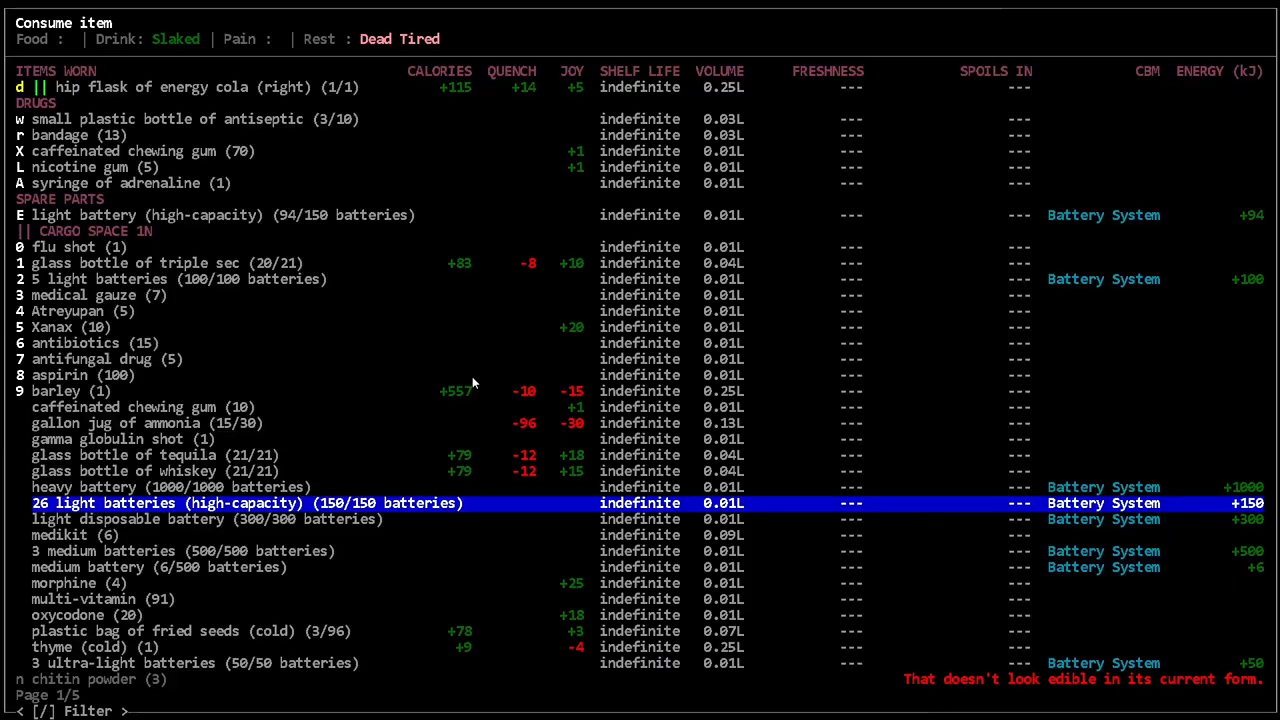 Consume item
Food :  | Drink: Slaked | Pain :  | Rest : Dead Tired
ITEMS WORN CALORIES QUENCH JOY SHELF LIFE VOLUME FRESHNESS SPOILS IN CBM ENERGY (kJ)
d || hip flask of energy cola (right) (1/1) +115 +14 +5 indefinite 0.25L --- ---
DRUGS
w small plastic bottle of antiseptic (3/10) indefinite 0.03L --- ---
r bandage (13) indefinite 0.03L --- ---
X caffeinated chewing gum (70) +1 indefinite 0.01L --- ---
L nicotine gum (5) +1 indefinite 0.01L --- ---
A syringe of adrenaline (1) indefinite 0.01L --- ---
SPARE PARTS
E light battery (high-capacity) (94/150 batteries) indefinite 0.01L --- --- Battery System +94
|| CARGO SPACE 1N
0 flu shot (1) indefinite 0.01L --- ---
1 glass bottle of triple sec (20/21) +83 -8 +10 indefinite 0.04L --- ---
2 5 light batteries (100/100 batteries) indefinite 0.01L --- --- Battery System +100
3 medical gauze (7) indefinite 0.01L --- ---
4 Atreyupan (5) indefinite 0.01L --- ---
5 Xanax (10) +20 indefinite 0.01L --- ---
6 antibiotics (15) indefinite 0.01L --- ---
7 antifungal drug (5) indefinite 0.01L --- ---
8 aspirin (100) indefinite 0.01L --- ---
9 barley (1) +557 -10 -15 indefinite 0.25L --- ---
caffeinated chewing gum (10) +1 indefinite 0.01L --- ---
gallon jug of ammonia (15/30) -96 -30 indefinite 0.13L --- ---
gamma globulin shot (1) indefinite 0.01L --- ---
glass bottle of tequila (21/21) +79 -12 +18 indefinite 0.04L --- ---
glass bottle of whiskey (21/21) +79 -12 +15 indefinite 0.04L --- ---
heavy battery (1000/1000 batteries) indefinite 0.01L --- --- Battery System +1000
26 light batteries (high-capacity) (150/150 batteries) indefinite 0.01L --- --- Battery System +150
light disposable battery (300/300 batteries) indefinite 0.01L --- --- Battery System +300
medikit (6) indefinite 0.09L --- ---
3 medium batteries (500/500 batteries) indefinite 0.01L --- --- Battery System +500
medium battery (6/500 batteries) indefinite 0.01L --- --- Battery System +6
morphine (4) +25 indefinite 0.01L --- ---
multi-vitamin (91) indefinite 0.01L --- ---
oxycodone (20) +18 indefinite 0.01L --- ---
plastic bag of fried seeds (cold) (3/96) +78 +3 indefinite 0.07L --- ---
thyme (cold) (1) +9 -4 indefinite 0.25L --- ---
3 ultra-light batteries (50/50 batteries) indefinite 0.01L --- --- Battery System +50
n chitin powder (3) That doesn't look edible in its current form.
Page 1/5
< [/] Filter >